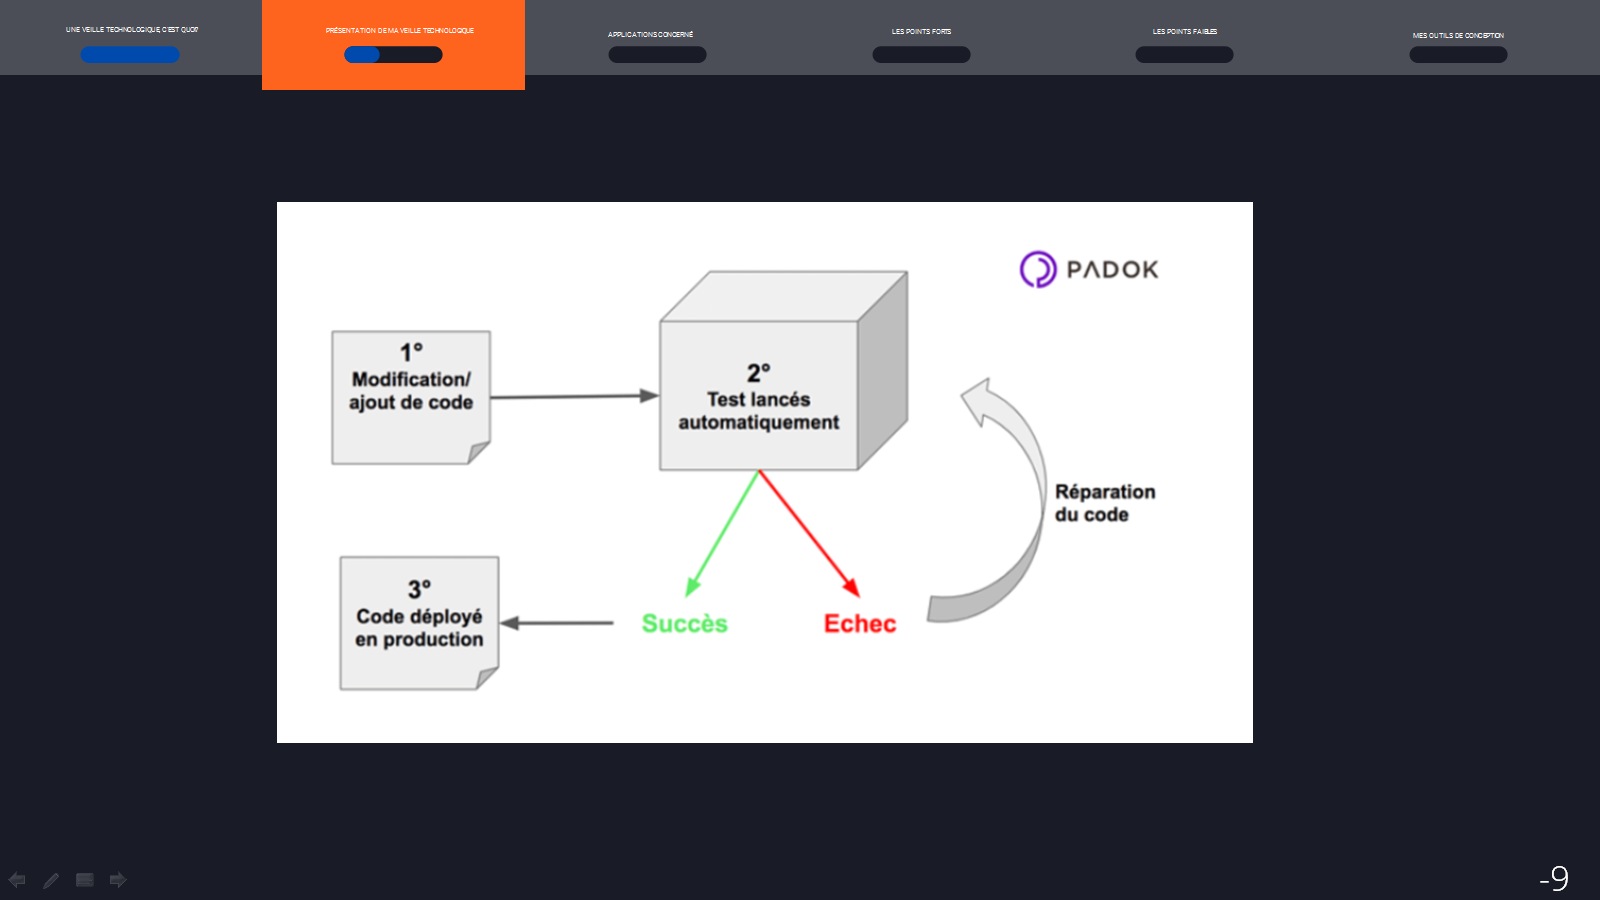 UNE VEILLE TECHNOLOGIQUE, C'EST QUOI?
PRÉSENTATION DE MA VEILLE TECHNOLOGIQUE
APPLICATIONS CONCERNÉ
LES POINTS FORTS
LES POINTS FAIBLES
MES OUTILS DE CONCEPTION
PADOK
1°
Modification/
ajout de code
2°
Test lancés
automatiquement
Réparation
du code
3°
Code déployé
en production
Succès
Echec
-9